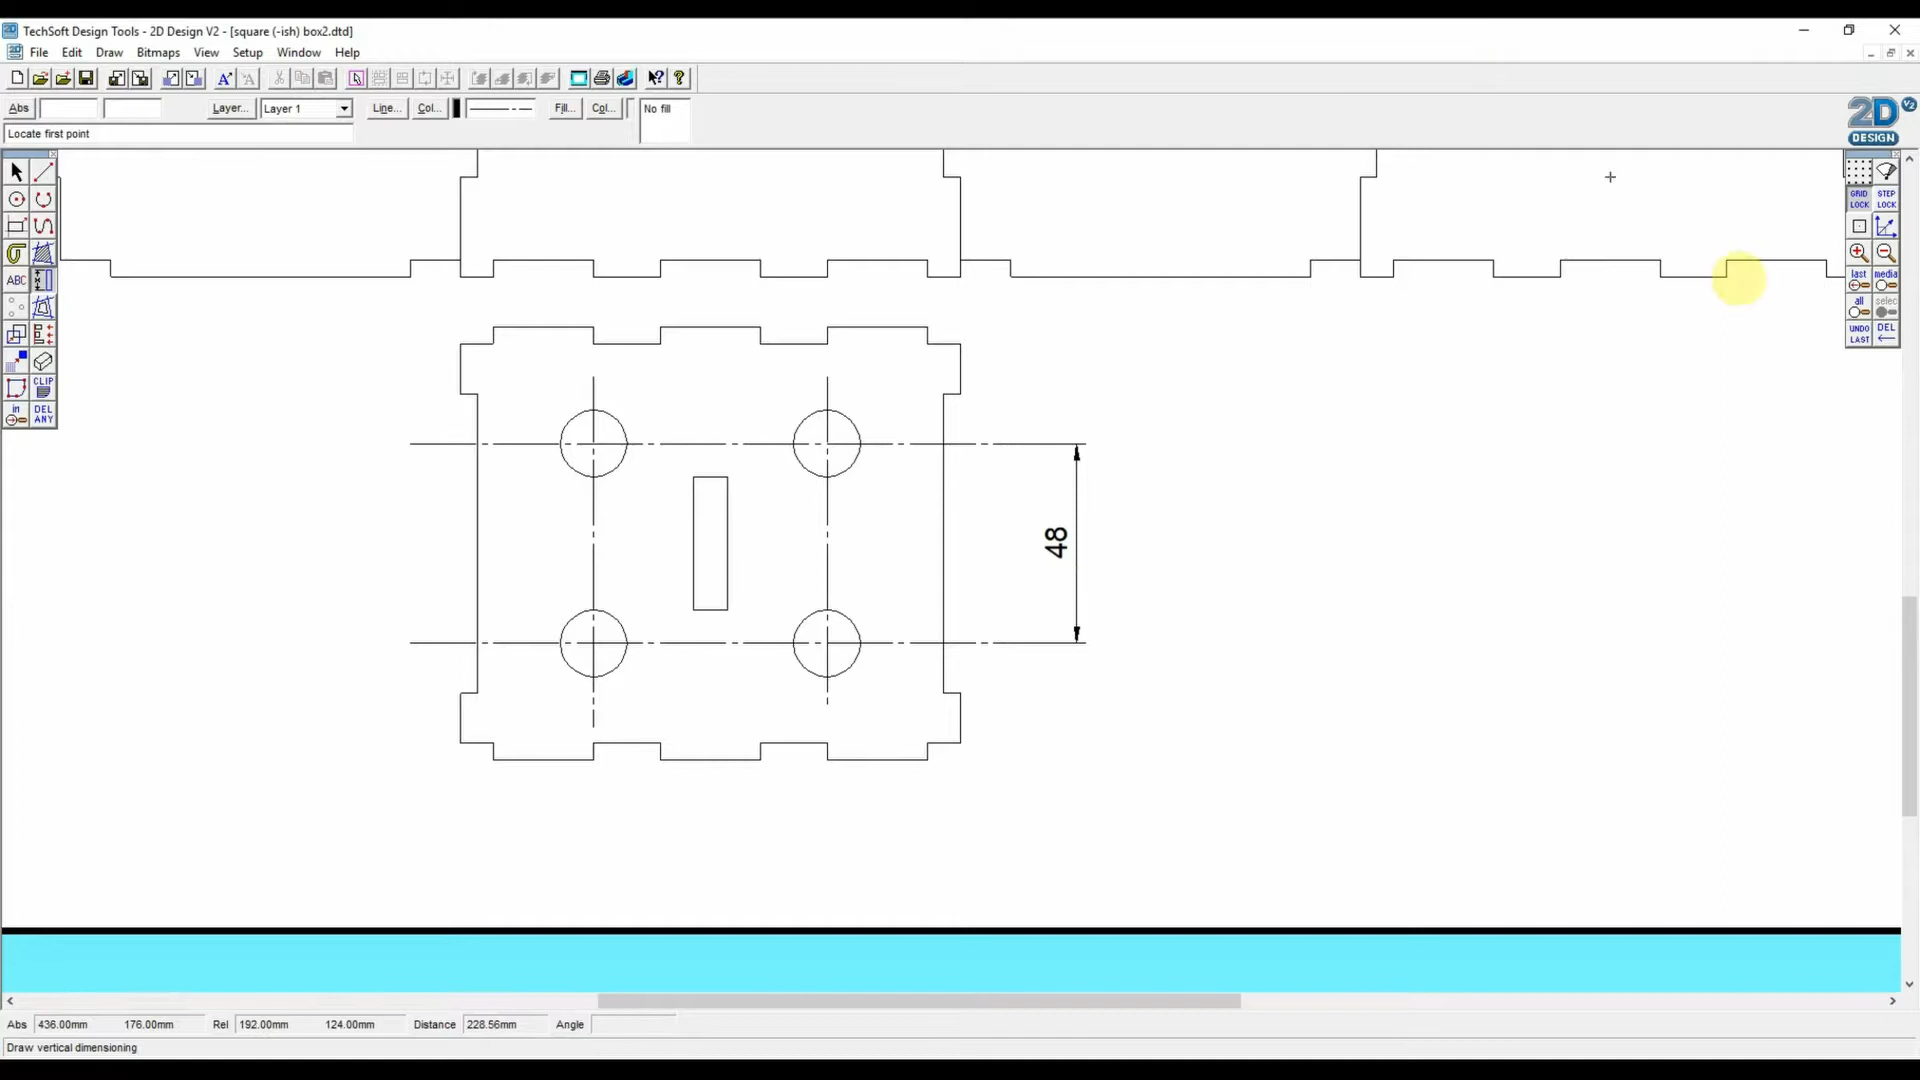 TechSoft Design Tools - 2D Design V2 - [square (-ish) box2.dtd]
File Edit Draw Bitmaps View Setup Window Help
Abs Layer... Layer 1 Line... Col... Fill... Col... No fill
Locate first point
2D V2
DESIGN
GRID LOCK STEP LOCK
ABC
last media
all selec
UNDO LAST DEL
CLIP
in DEL ANY
48
Abs 436.00mm 176.00mm Rel 192.00mm 124.00mm Distance 228.56mm Angle
Draw vertical dimensioning